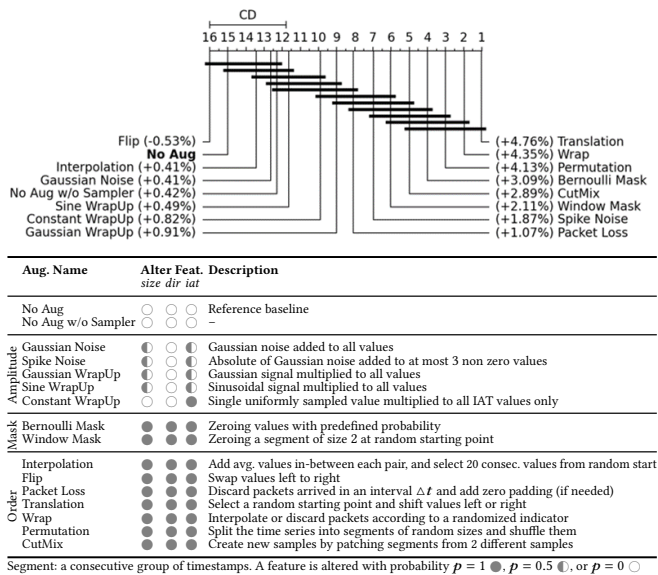 CD
16 15 14 13 12 11 10 9 8 7 6 5 4 3 2 1
Flip (-0.53%) (+4.76%) Translation
No Aug (+4.35%) Wrap
Interpolation (+0.41%) (+4.13%) Permutation
Gaussian Noise (+0.41%) (+3.09%) Bernoulli Mask
No Aug w/o Sampler (+0.42%) (+2.89%) CutMix
Sine WrapUp (+0.49%) (+2.11%) Window Mask
Constant WrapUp (+0.82%) (+1.87%) Spike Noise
Gaussian WrapUp (+0.91%) (+1.07%) Packet Loss
Aug. Name Alter Feat. Description
size dir iat
No Aug ○ ○ ○ Reference baseline
No Aug w/o Sampler ○ ○ ○ –
Amplitude
Gaussian Noise ◐ ○ ◐ Gaussian noise added to all values
Spike Noise ◐ ○ ◐ Absolute of Gaussian noise added to at most 3 non zero values
Gaussian WrapUp ◐ ○ ◐ Gaussian signal multiplied to all values
Sine WrapUp ◐ ○ ◐ Sinusoidal signal multiplied to all values
Constant WrapUp ○ ○ ● Single uniformly sampled value multiplied to all IAT values only
Mask
Bernoulli Mask ● ● ● Zeroing values with predefined probability
Window Mask ● ● ● Zeroing a segment of size 2 at random starting point
Order
Interpolation ● ● ● Add avg. values in-between each pair, and select 20 consec. values from random start
Flip ● ● ● Swap values left to right
Packet Loss ● ● ● Discard packets arrived in an interval △t and add zero padding (if needed)
Translation ● ● ● Select a random starting point and shift values left or right
Wrap ● ● ● Interpolate or discard packets according to a randomized indicator
Permutation ● ● ● Split the time series into segments of random sizes and shuffle them
CutMix ● ● ● Create new samples by patching segments from 2 different samples
Segment: a consecutive group of timestamps. A feature is altered with probability p = 1 ●, p = 0.5 ◐, or p = 0 ○